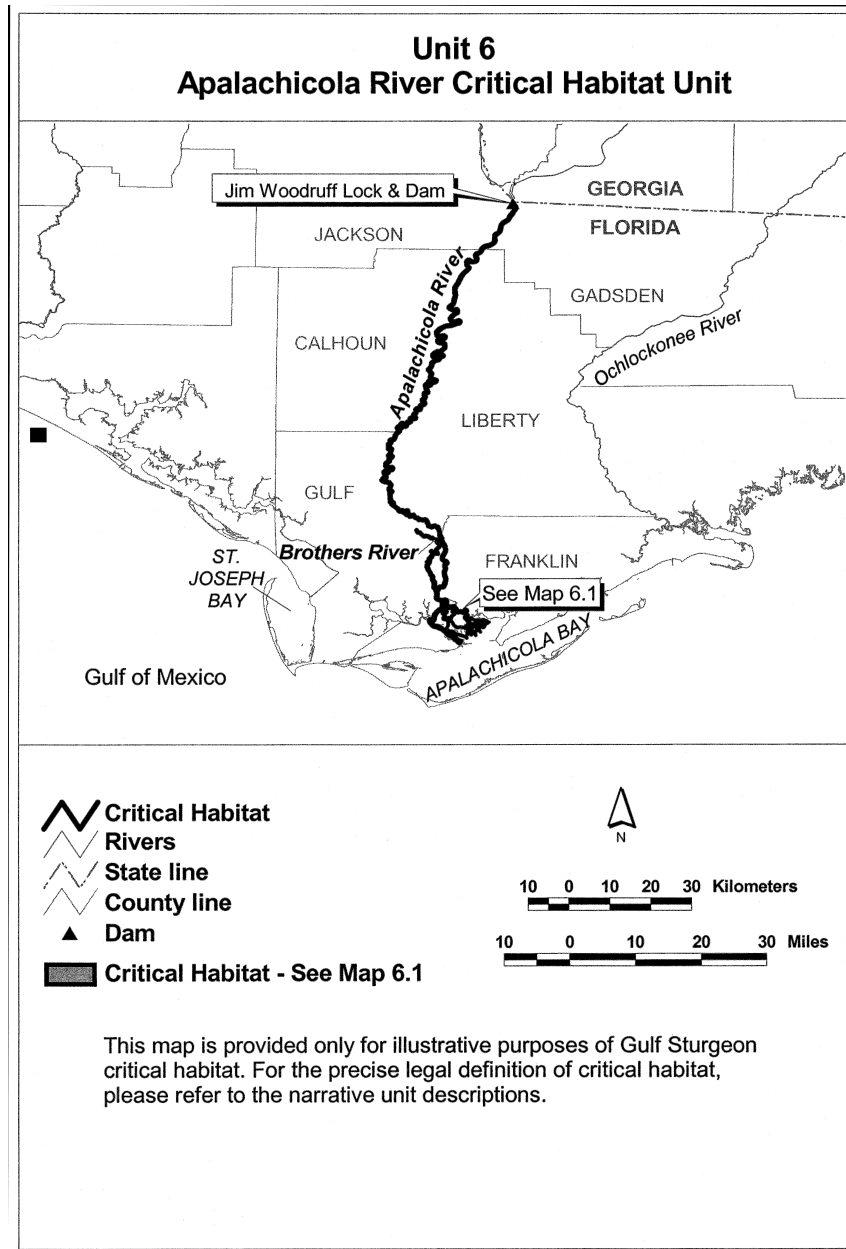 Unit 6
Apalachicola River Critical Habitat Unit
Jim Woodruff Lock & Dam
GEORGIA
FLORIDA
JACKSON
GADSDEN
Apalachicola River
CALHOUN
Ochlockonee River
LIBERTY
GULF
Brothers River
FRANKLIN
ST.
JOSEPH
BAY
See Map 6.1
APALACHICOLA BAY
Gulf of Mexico
Critical Habitat
Rivers
State line
County line
Dam
Critical Habitat - See Map 6.1
N
10 0 10 20 30 Kilometers
10 0 10 20 30 Miles
This map is provided only for illustrative purposes of Gulf Sturgeon
critical habitat. For the precise legal definition of critical habitat,
please refer to the narrative unit descriptions.